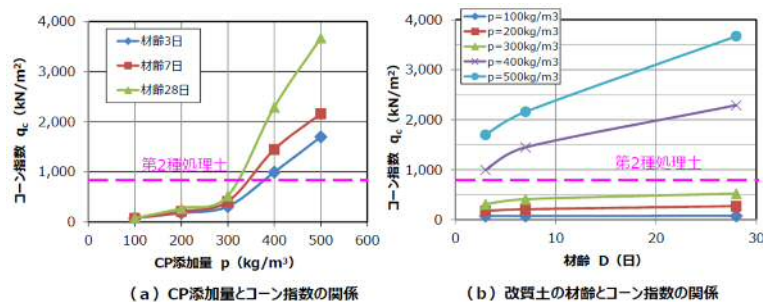 4,000
3,000
2,000
1,000
0
コーン指数 qc (kN/m²)
材齢3日
材齢7日
材齢28日
第2種処理土
0 100 200 300 400 500 600
CP添加量 p (kg/m³)
(a) CP添加量とコーン指数の関係
4,000
3,000
2,000
1,000
0
コーン指数 qc (kN/m²)
p=100kg/m3
p=200kg/m3
p=300kg/m3
p=400kg/m3
p=500kg/m3
第2種処理土
0 10 20 30
材齢 D (日)
(b) 改質土の材齢とコーン指数の関係